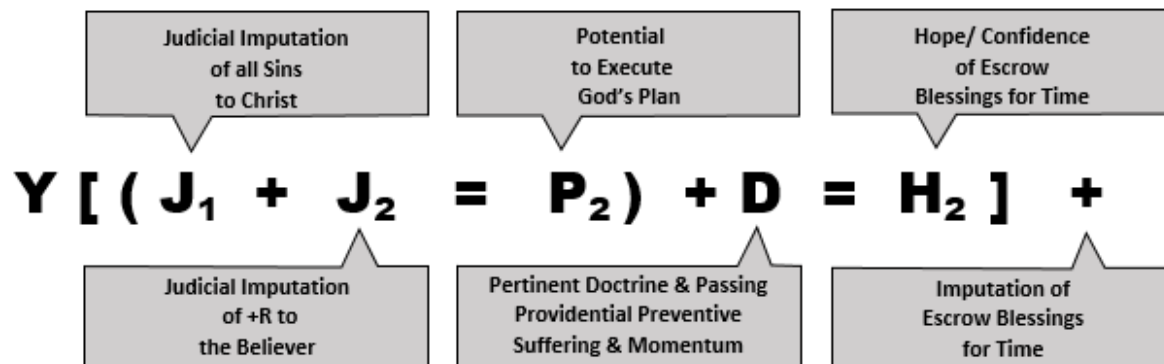 Judicial Imputation
of all Sins
to Christ
Potential
to Execute
God's Plan
Hope/ Confidence
of Escrow
Blessings for Time
Y [ ( J₁ + J₂ = P₂ ) + D = H₂ ] +
Judicial Imputation
of +R to
the Believer
Pertinent Doctrine & Passing
Providential Preventive
Suffering & Momentum
Imputation of
Escrow Blessings
for Time